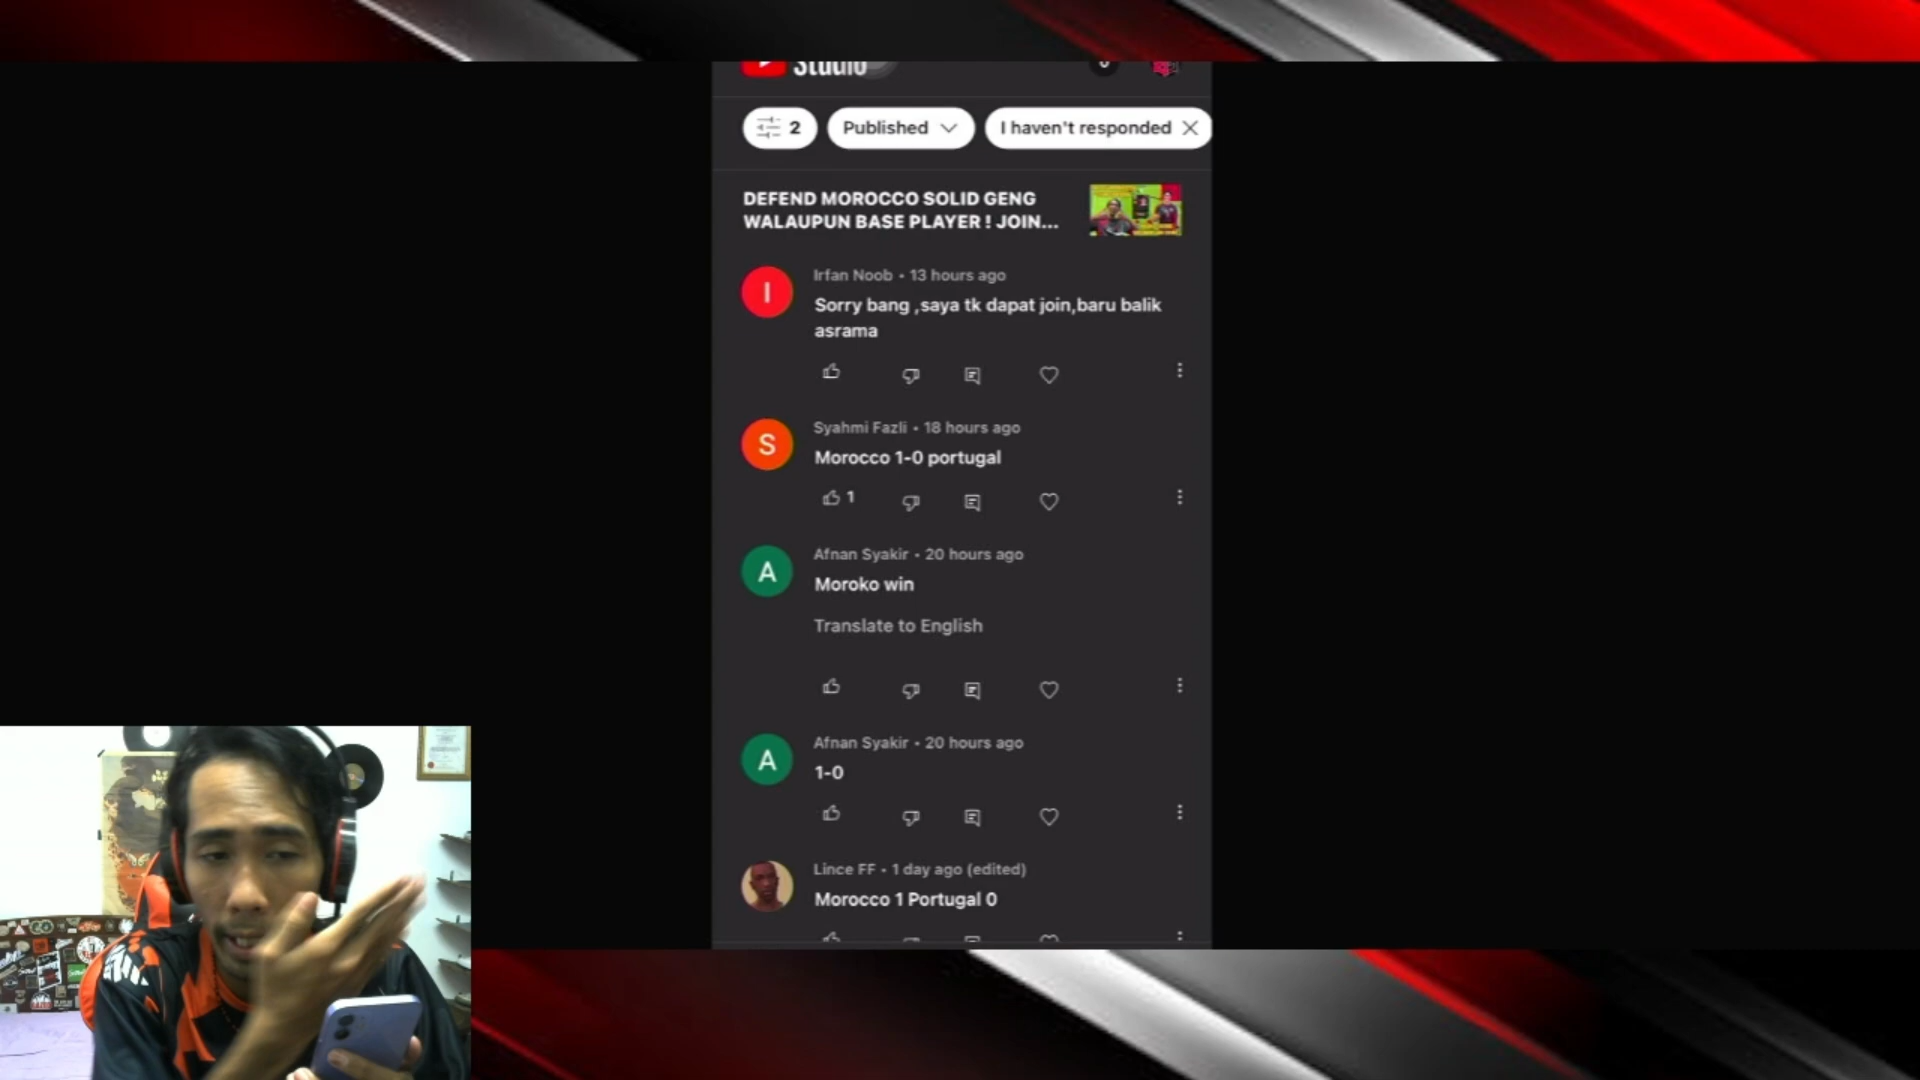 Studio
2
Published
I haven't responded
DEFEND MOROCCO SOLID GENG
WALAUPUN BASE PLAYER ! JOIN...
I
Irfan Noob • 13 hours ago
Sorry bang ,saya tk dapat join,baru balik
asrama
S
Syahmi Fazli • 18 hours ago
Morocco 1-0 portugal
1
A
Afnan Syakir • 20 hours ago
Moroko win
Translate to English
A
Afnan Syakir • 20 hours ago
1-0
Lince FF • 1 day ago (edited)
Morocco 1 Portugal 0